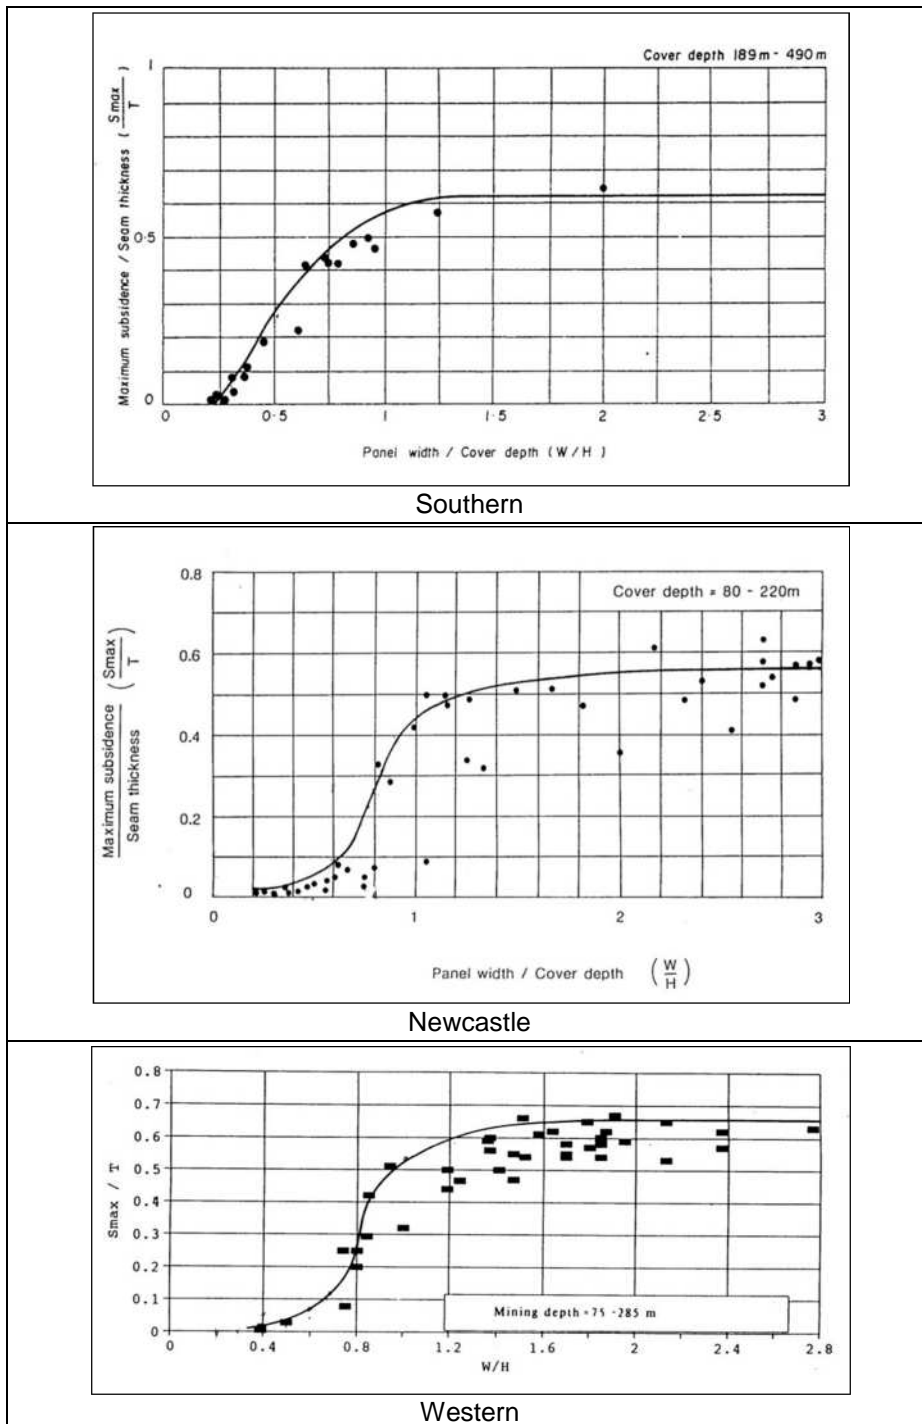 Cover depth 189m - 490m
Maximum subsidence / Seam thickness ( Smax / T )
1
0·5
0
0 0·5 1 1·5 2 2·5 3
Panel width / Cover depth ( W / H )
Southern
Cover depth = 80 - 220m
Maximum subsidence / Seam thickness ( Smax / T )
0.8
0.6
0.4
0.2
0
0 1 2 3
Panel width / Cover depth ( W / H )
Newcastle
Smax / T
0.8
0.7
0.6
0.5
0.4
0.3
0.2
0.1
0
Mining depth =75 -285 m
0 0.4 0.8 1.2 1.6 2 2.4 2.8
W/H
Western